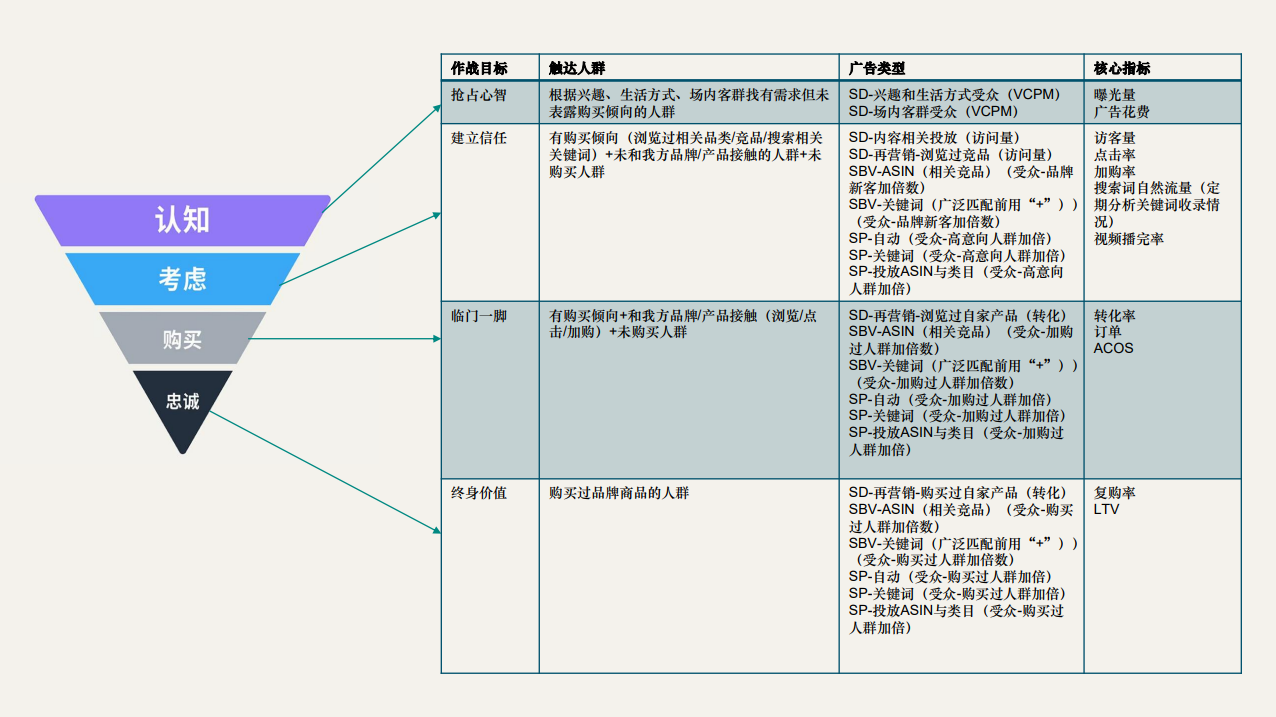 认知
考虑
购买
忠诚
作战目标
触达人群
广告类型
核心指标
抢占心智
根据兴趣、生活方式、场内客群找有需求但未
表露购买倾向的人群
SD-兴趣和生活方式受众（VCPM）
SD-场内客群受众（VCPM）
曝光量
广告花费
建立信任
有购买倾向（浏览过相关品类/竞品/搜索相关
关键词）+未和我方品牌/产品接触的人群+未
购买人群
SD-内容相关投放（访问量）
SD-再营销-浏览过竞品（访问量）
SBV-ASIN（相关竞品）（受众-品牌
新客加倍数）
SBV-关键词（广泛匹配前用“+”））
（受众-品牌新客加倍数）
SP-自动（受众-高意向人群加倍）
SP-关键词（受众-高意向人群加倍）
SP-投放ASIN与类目（受众-高意向
人群加倍）
访客量
点击率
加购率
搜索词自然流量（定
期分析关键词收录情
况）
视频播完率
临门一脚
有购买倾向+和我方品牌/产品接触（浏览/点
击/加购）+未购买人群
SD-再营销-浏览过自家产品（转化）
SBV-ASIN（相关竞品）（受众-加购
过人群加倍数）
SBV-关键词（广泛匹配前用“+”））
（受众-加购过人群加倍数）
SP-自动（受众-加购过人群加倍）
SP-关键词（受众-加购过人群加倍）
SP-投放ASIN与类目（受众-加购过
人群加倍）
转化率
订单
ACOS
终身价值
购买过品牌商品的人群
SD-再营销-购买过自家产品（转化）
SBV-ASIN（相关竞品）（受众-购买
过人群加倍数）
SBV-关键词（广泛匹配前用“+”））
（受众-购买过人群加倍数）
SP-自动（受众-购买过人群加倍）
SP-关键词（受众-购买过人群加倍）
SP-投放ASIN与类目（受众-购买过
人群加倍）
复购率
LTV